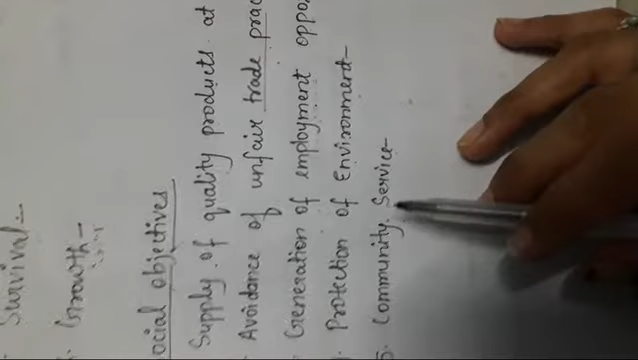 Survival:-
Growth-
ocial objectives
Supply of quality products at
Avoidance of unfair trade prac
Generation of employment oppo
Protection of Environment-
5. Community Service-